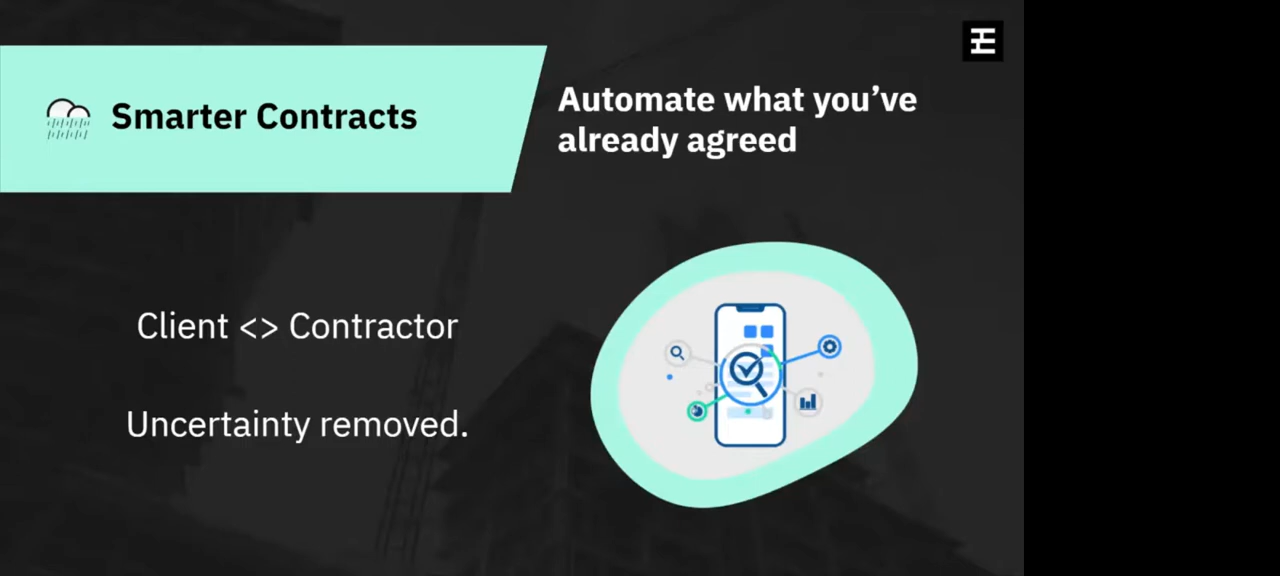 Smarter Contracts
Automate what you’ve
already agreed
Client <> Contractor
Uncertainty removed.